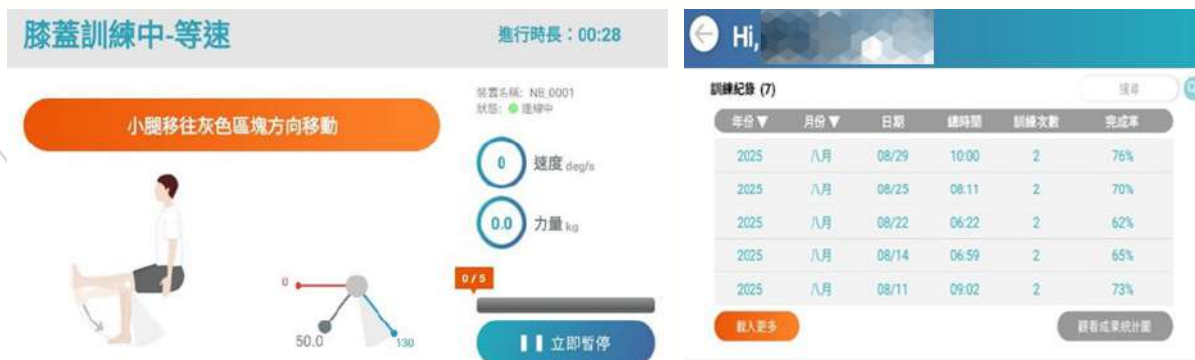 膝蓋訓練中-等速
進行時長：00:28
小腿移往灰色區塊方向移動
裝置名稱: NB_0001
狀態: 連線中
0 速度 deg/s
0.0 力量 kg
0
50.0
130
0 / 5
立即暫停
Hi,
訓練紀錄 (7)
搜尋
年份▼ 月份▼ 日期 總時間 訓練次數 完成率
2025 八月 08/29 10:00 2 76%
2025 八月 08/25 08:11 2 70%
2025 八月 08/22 06:22 2 62%
2025 八月 08/14 06:59 2 65%
2025 八月 08/11 09:02 2 73%
載入更多
觀看成果統計圖